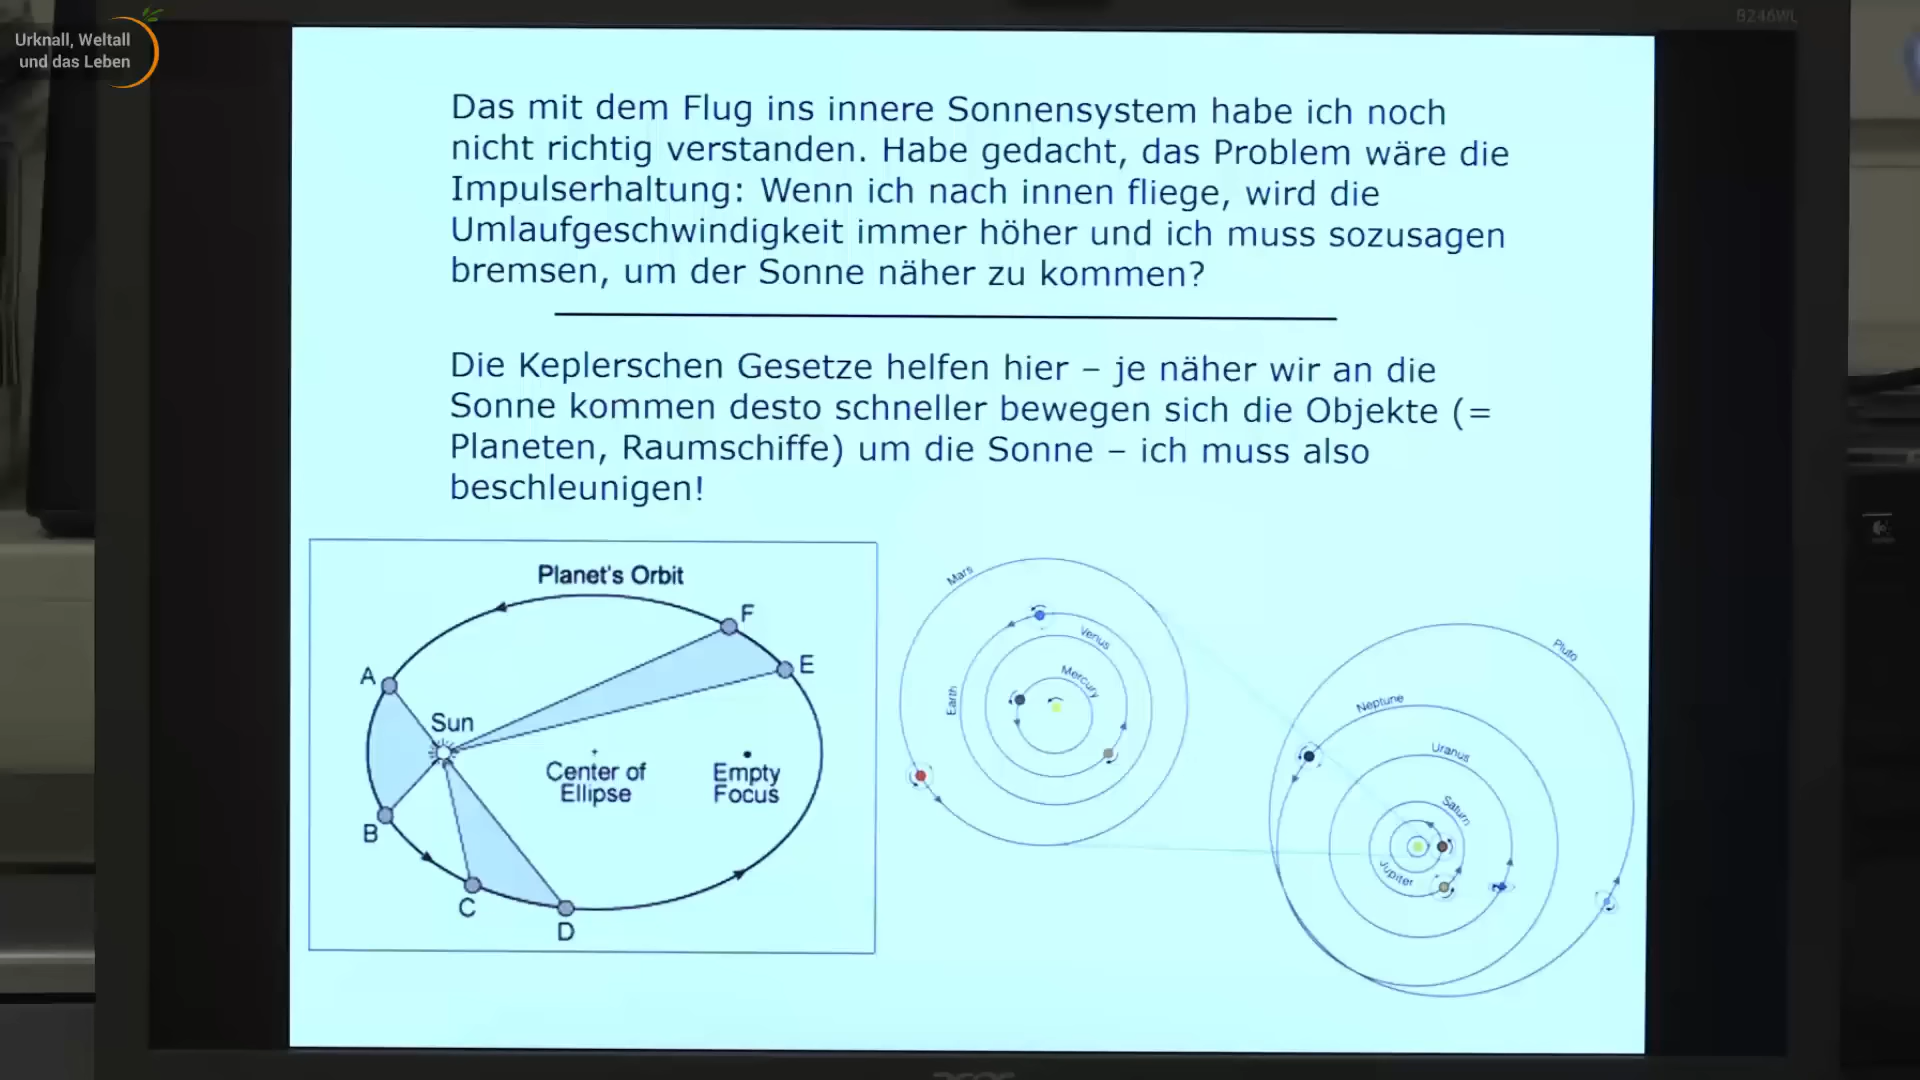 Urknall, Weltall
und das Leben
B246WL
Das mit dem Flug ins innere Sonnensystem habe ich noch
nicht richtig verstanden. Habe gedacht, das Problem wäre die
Impulserhaltung: Wenn ich nach innen fliege, wird die
Umlaufgeschwindigkeit immer höher und ich muss sozusagen
bremsen, um der Sonne näher zu kommen?
Die Keplerschen Gesetze helfen hier – je näher wir an die
Sonne kommen desto schneller bewegen sich die Objekte (=
Planeten, Raumschiffe) um die Sonne – ich muss also
beschleunigen!
Planet's Orbit
F
E
A
Sun
Center of
Ellipse
Empty
Focus
B
C
D
Mars
Venus
Mercury
Earth
Pluto
Neptune
Uranus
Saturn
Jupiter
acer